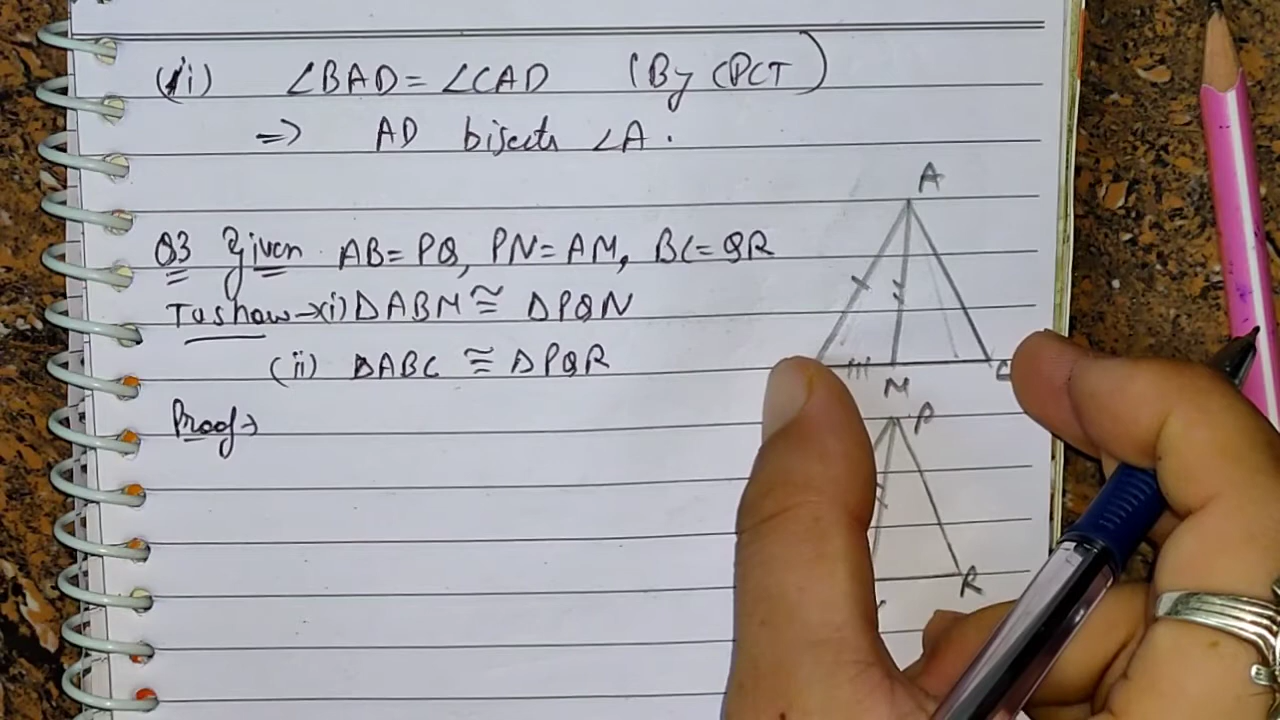 (ii) ∠BAD = ∠CAD (By CPCT)
=> AD bisects ∠A.
Q3 Given AB = PQ, PN = AM, BC = QR
To show → (i) ΔABM ≅ ΔPQN
(ii) ΔABC ≅ ΔPQR
Proof →
A
M
C
P
R